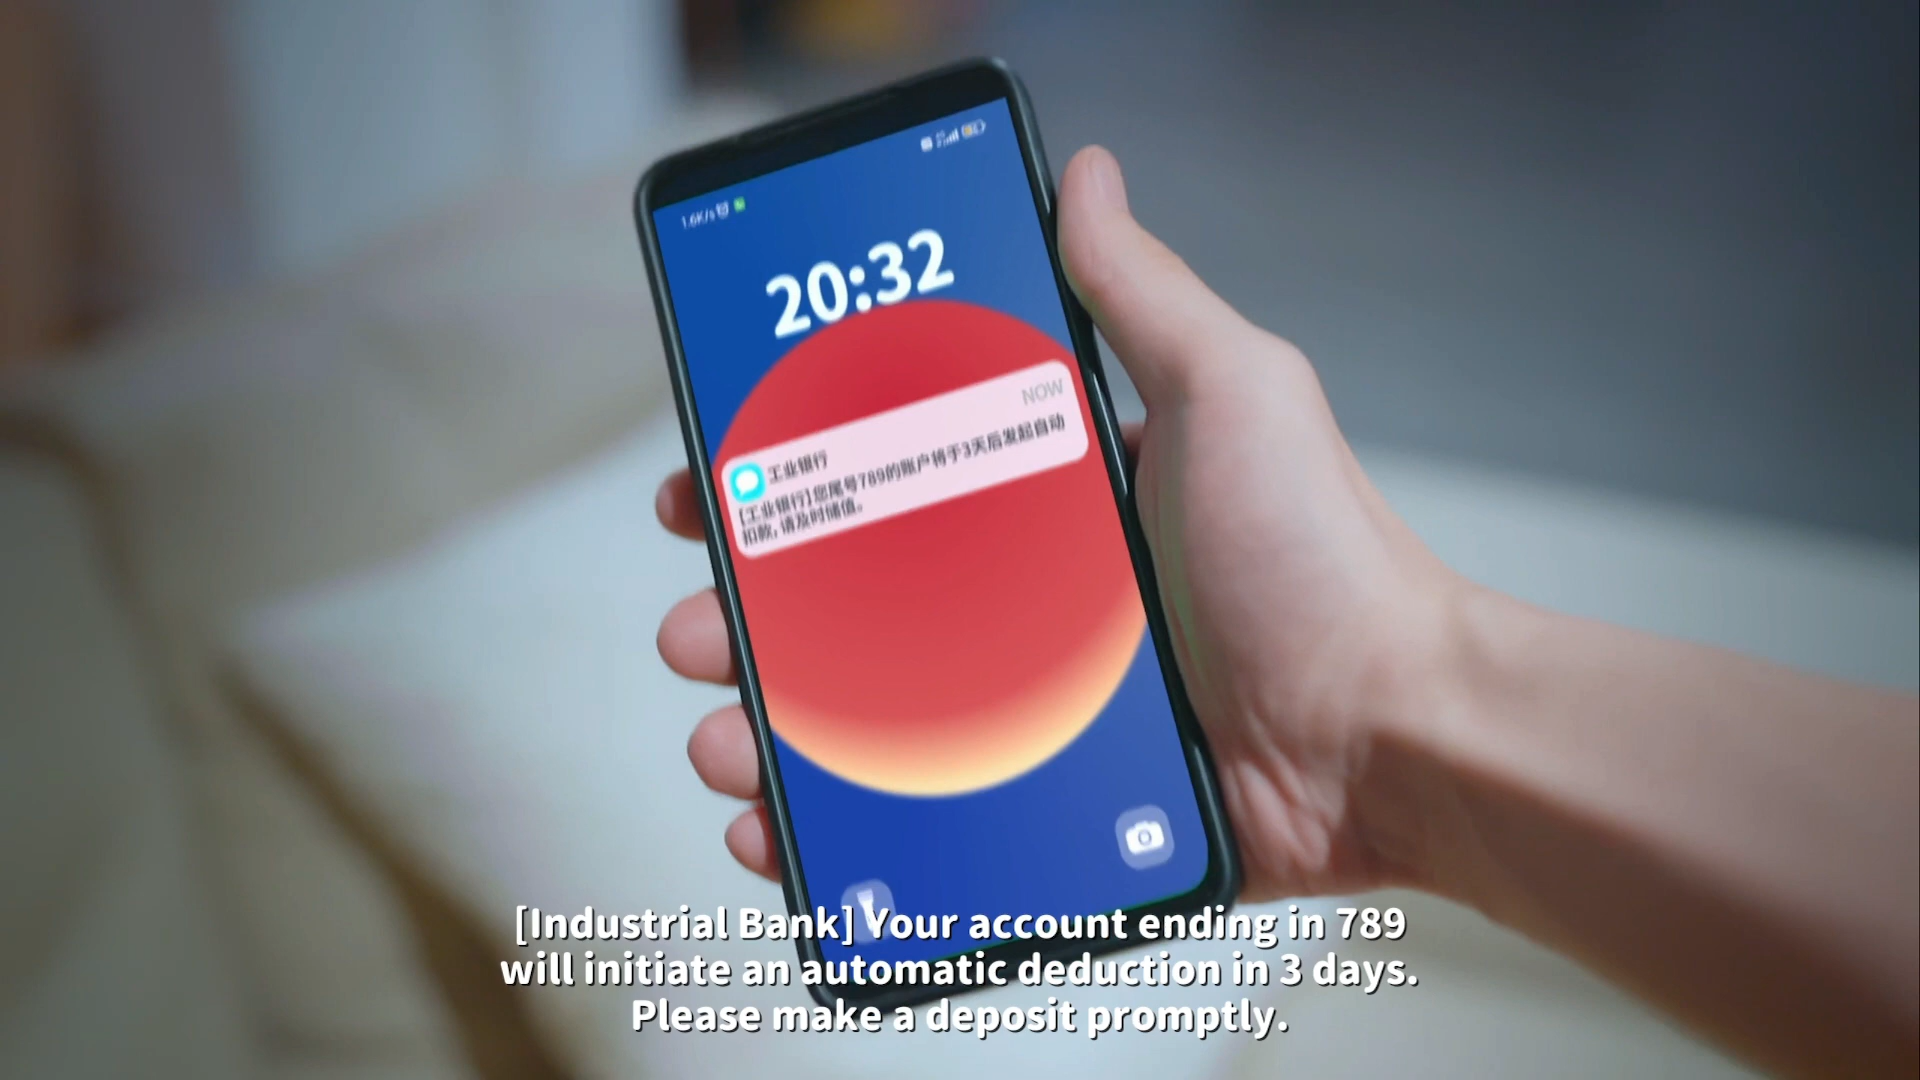 1.6K/s
20:32
NOW
工业银行
[工业银行]您尾号789的账户将于3天后发起自动
扣款,请及时储值。
[Industrial Bank] Your account ending in 789
will initiate an automatic deduction in 3 days.
Please make a deposit promptly.